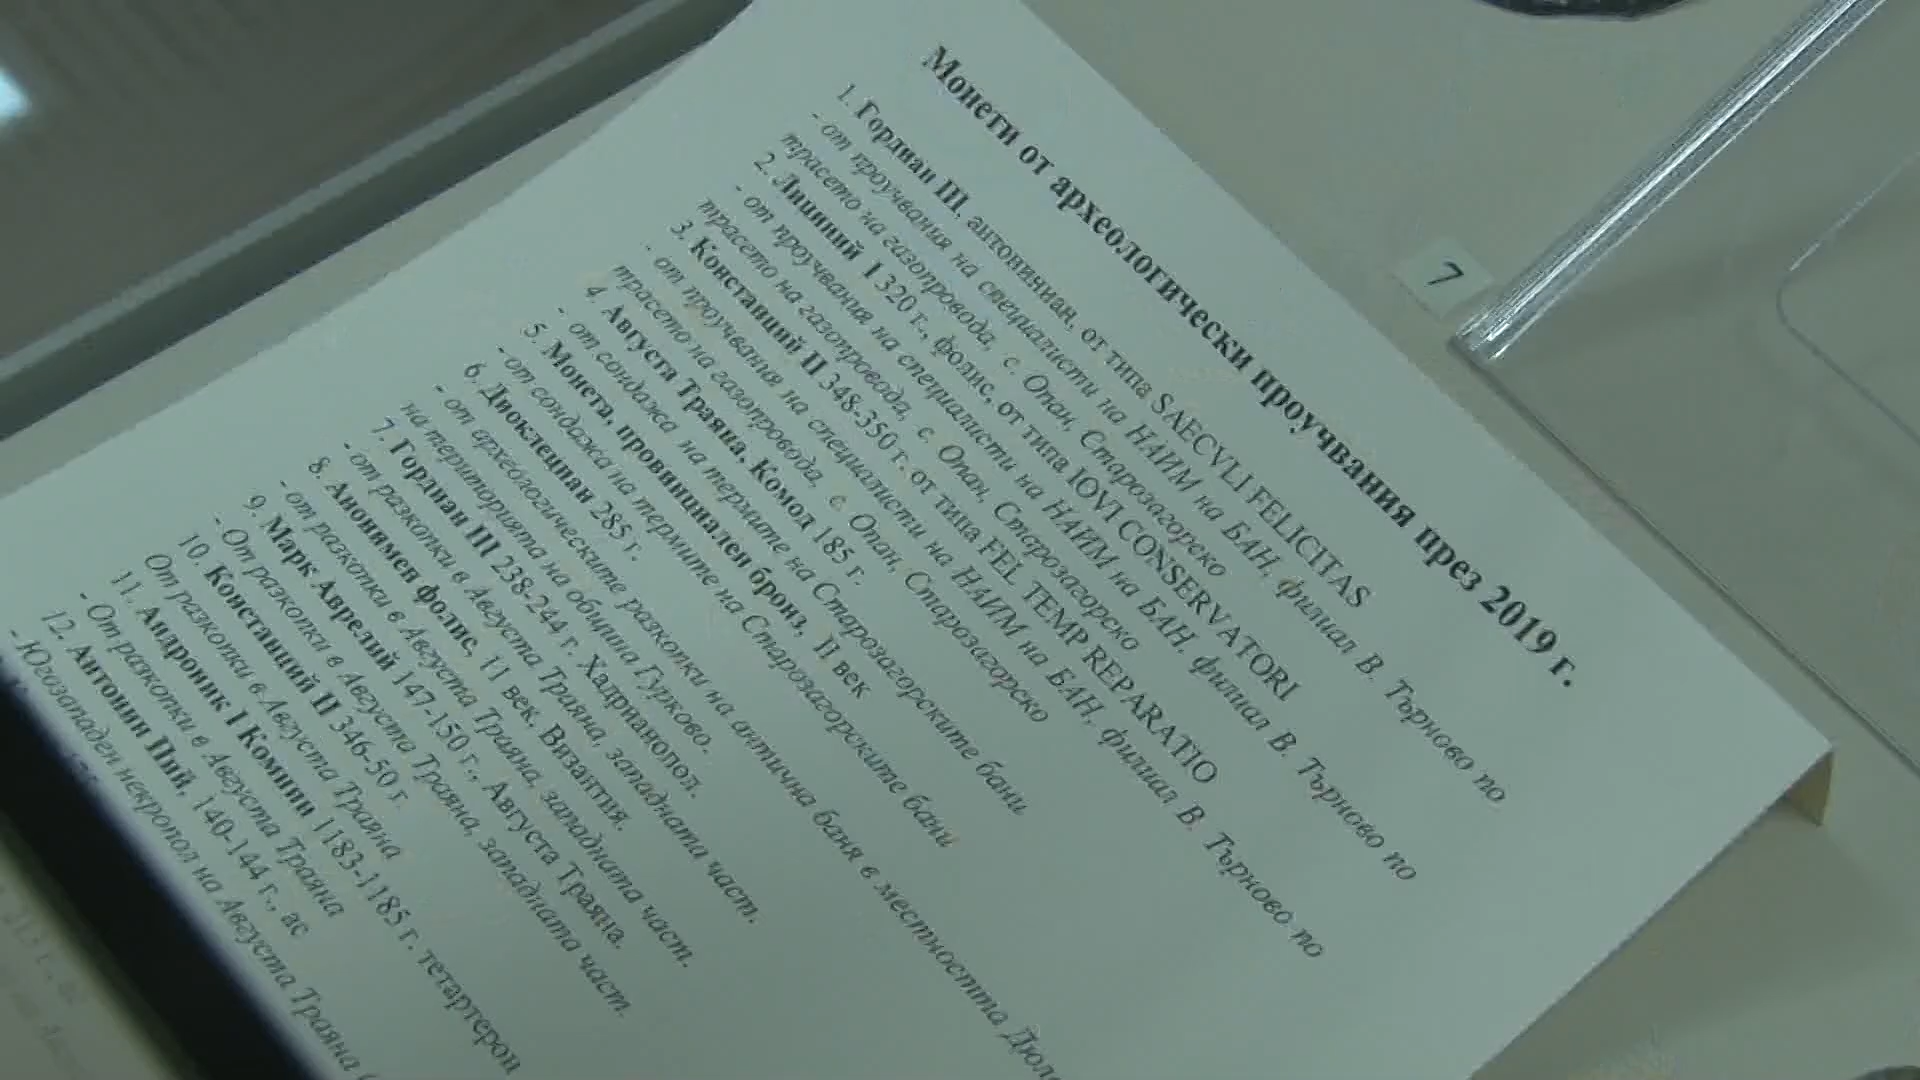 Монети от археологически проучвания през 2019 г.
1. Гордиан III, антониниан, от типа SAECVLI FELICITAS
- от проучвания на специалисти на НАИМ на БАН, филиал В. Търново по
трасето на газопровода, с. Опан, Старозагорско
2. Лициний I 320 г., фолис, от типа IOVI CONSERVATORI
- от проучвания на специалисти на НАИМ на БАН, филиал В. Търново по
трасето на газопровода, с. Опан, Старозагорско
3. Констанций II 348-350 г. от типа FEL TEMP REPARATIO
- от проучвания на специалисти на НАИМ на БАН, филиал В. Търново по
трасето на газопровода, с. Опан, Старозагорско
4. Августа Траяна, Комод 185 г.
- от сондажа на термите на Старозагорските бани
5. Монета, провинциален бронз, II век
- от сондажа на термите на Старозагорските бани
6. Диоклециан 285 г.
- от археологическите разкопки на антична баня в местността
на територията на община Гурково.
7. Гордиан III 238-244 г. Хадрианопол.
- от разкопки в Августа Траяна, западната част.
8. Анонимен фолис, 11 век, Византия.
- от разкопки в Августа Траяна, западната част.
9. Марк Аврелий 147-150 г., Августа Траяна.
- От разкопки в Августа Траяна, западната част.
10. Констанций II 346-50 г.
От разкопки в Августа Траяна
11. Андроник I Комнин 1183-1185 г. тетартерон
- От разкопки в Августа Траяна
12. Антонин Пий, 140-144 г., ас
- Югозападен некропол на Августа Траяна
7